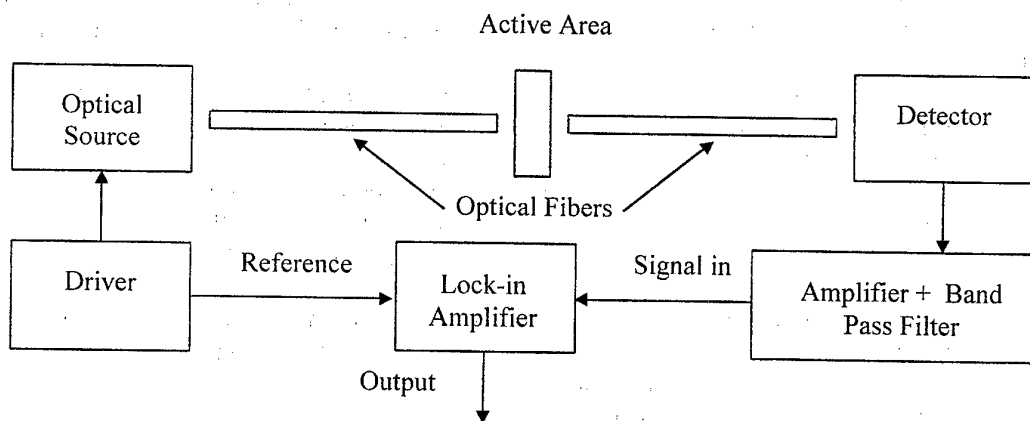 Active Area
Optical
Source
Detector
Optical Fibers
Driver
Reference
Lock-in
Amplifier
Signal in
Amplifier + Band
Pass Filter
Output